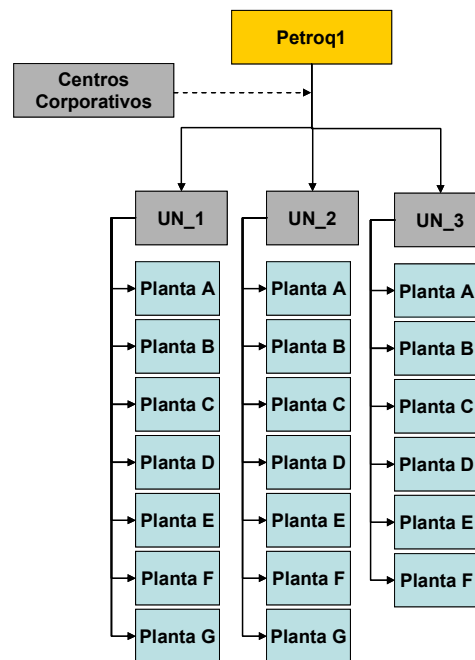 Petroq1
Centros
Corporativos
UN_1
UN_2
UN_3
Planta A
Planta A
Planta A
Planta B
Planta B
Planta B
Planta C
Planta C
Planta C
Planta D
Planta D
Planta D
Planta E
Planta E
Planta E
Planta F
Planta F
Planta F
Planta G
Planta G